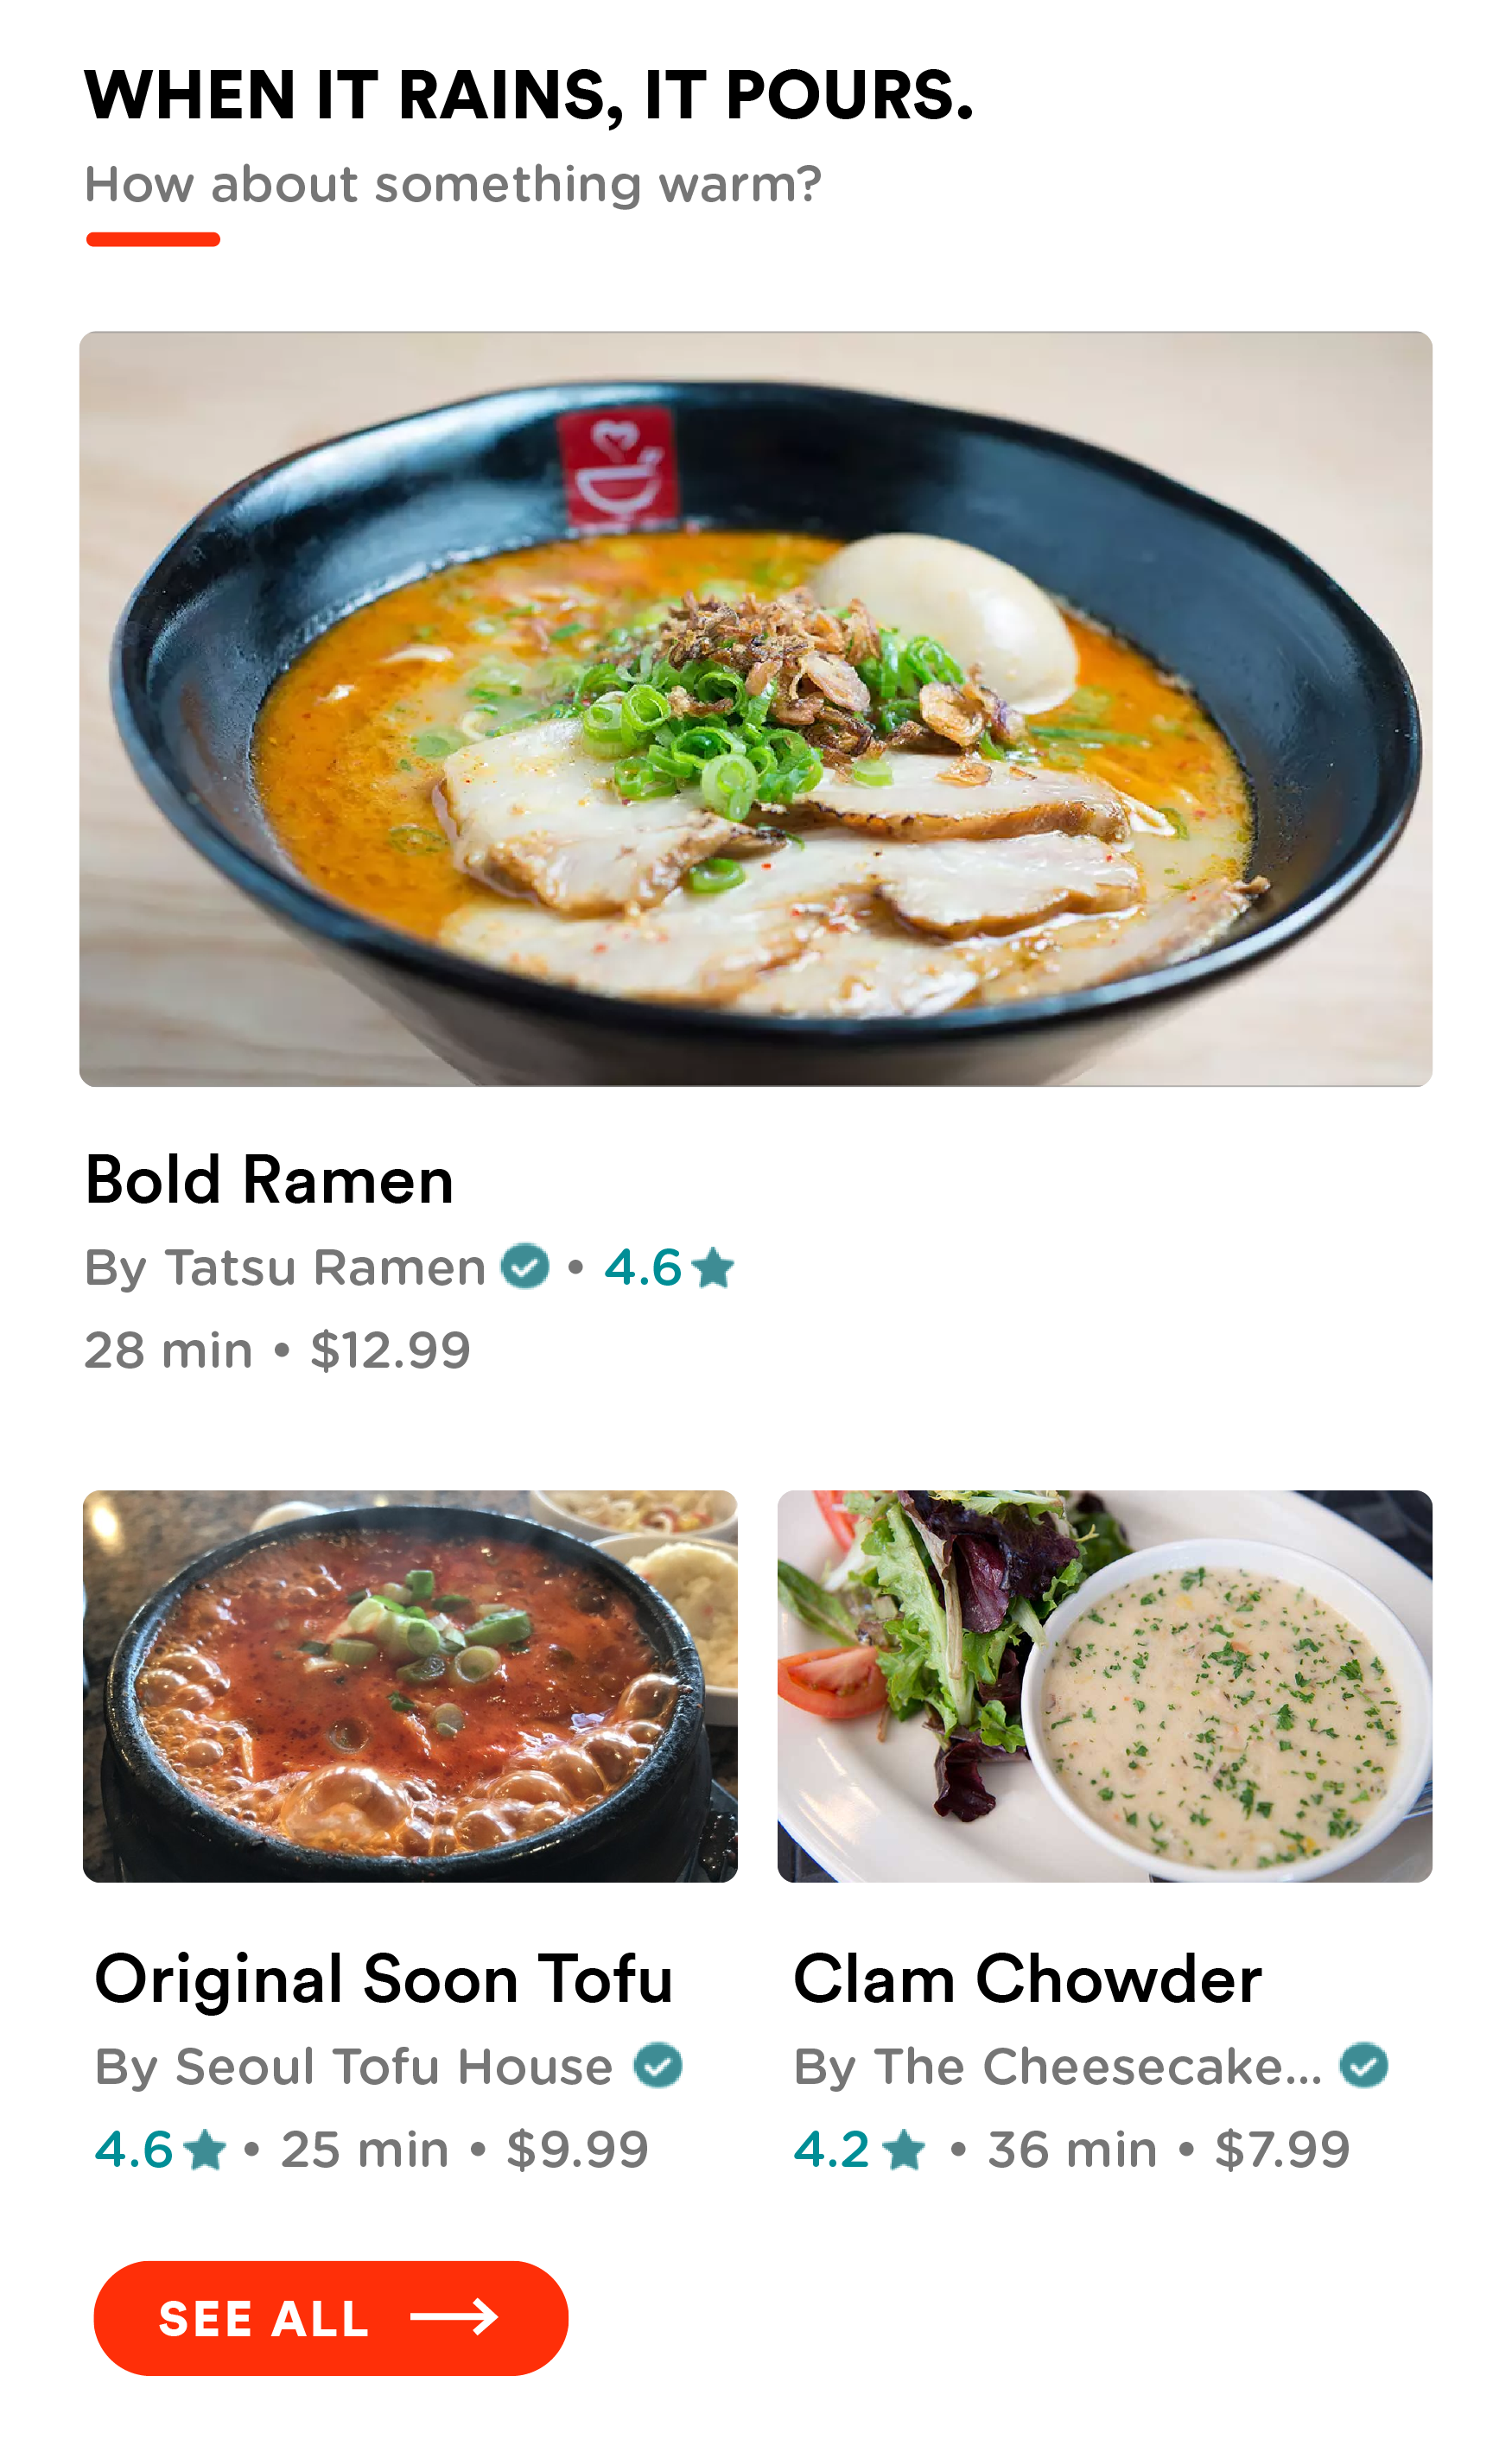 WHEN IT RAINS, IT POURS.
How about something warm?
Bold Ramen
By Tatsu Ramen • 4.6
28 min • $12.99
Original Soon Tofu
By Seoul Tofu House
4.6 • 25 min • $9.99
Clam Chowder
By The Cheesecake...
4.2 • 36 min • $7.99
SEE ALL